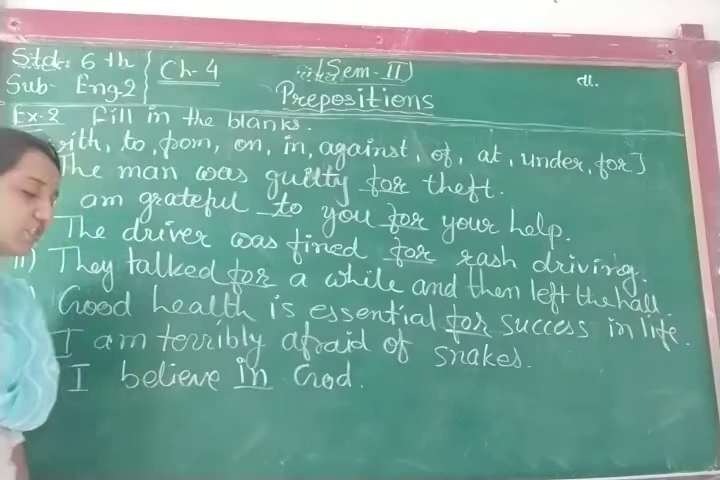 Std: 6 th
Sub- Eng-2
Ch-4
(Sem-II)
dt.
Prepositions
Ex-2 Fill in the blanks.
with, to, from, on, in, against, of, at, under, for]
The man was guilty for theft.
am grateful to you for your help.
The driver was fined for rash driving.
They talked for a while and then left the hall.
Good health is essential for success in life.
I am terribly afraid of snakes.
I believe in God.